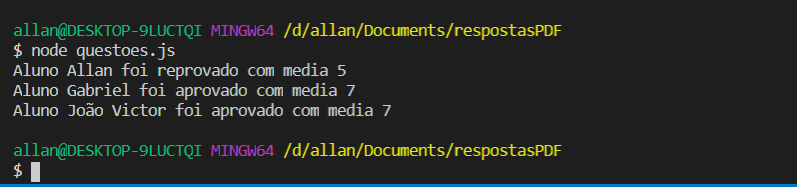 allan@DESKTOP-9LUCTQI MINGW64 /d/allan/Documents/respostasPDF
$ node questoes.js
Aluno Allan foi reprovado com media 5
Aluno Gabriel foi aprovado com media 7
Aluno João Victor foi aprovado com media 7
allan@DESKTOP-9LUCTQI MINGW64 /d/allan/Documents/respostasPDF
$